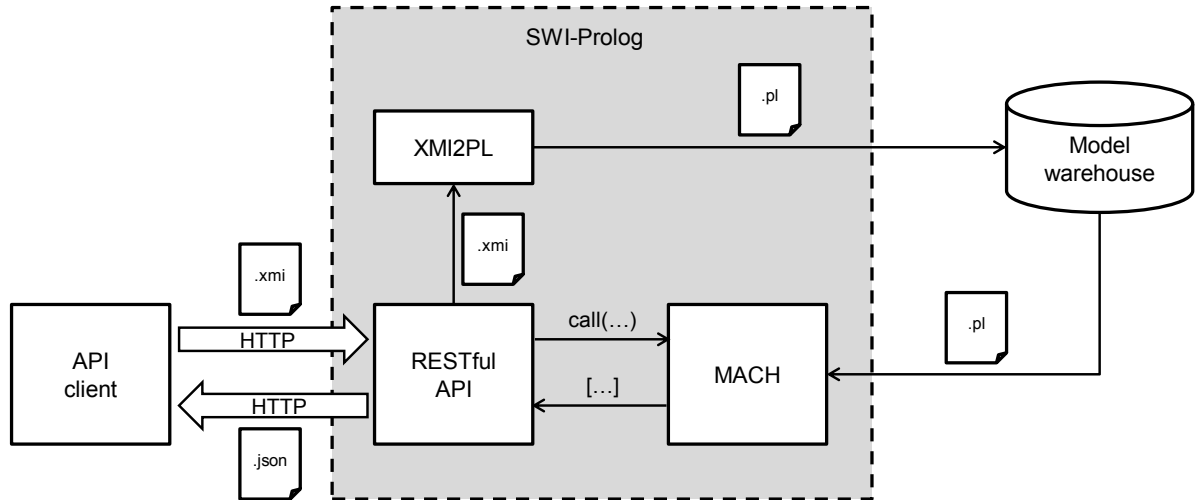 SWI-Prolog
.pl
XMI2PL
Model
warehouse
.xmi
.xmi
.pl
HTTP
call(…)
API
client
RESTful
API
MACH
[…]
HTTP
.json